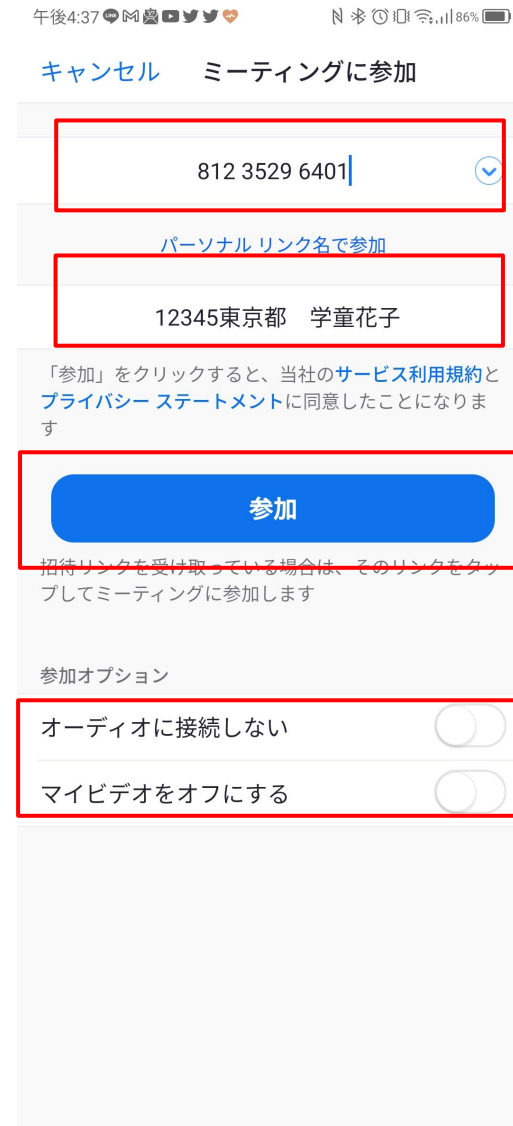 午後4:37
86%
キャンセル ミーティングに参加
812 3529 6401
パーソナル リンク名で参加
12345東京都　学童花子
「参加」をクリックすると、当社のサービス利用規約と
プライバシー ステートメントに同意したことになりま
す
参加
招待リンクを受け取っている場合は、そのリンクをタッ
プしてミーティングに参加します
参加オプション
オーディオに接続しない
マイビデオをオフにする